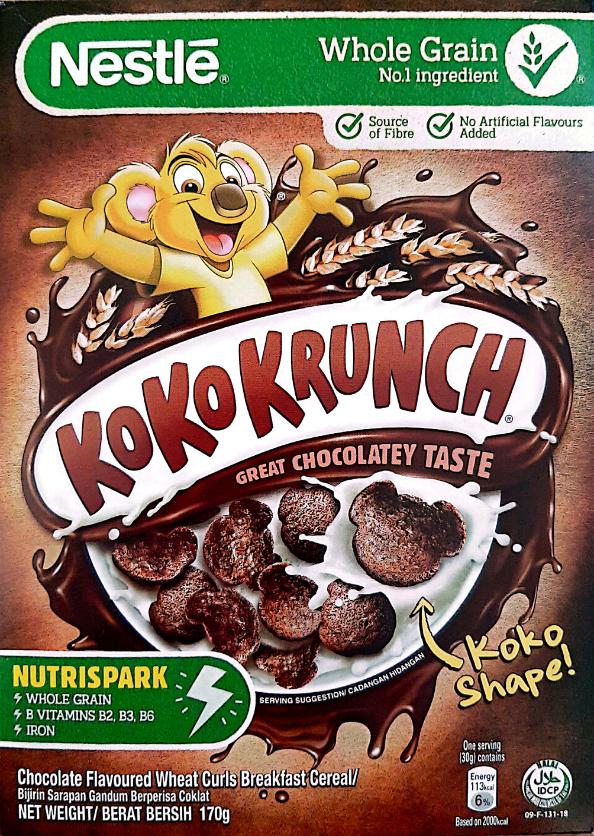 Nestlé®
Whole Grain
No.1 ingredient
®
Source
of Fibre
No Artificial Flavours
Added
®
KOKO KRUNCH®
GREAT CHOCOLATEY TASTE
Koko
Shape!
SERVING SUGGESTION/ CADANGAN HIDANGAN
NUTRISPARK
WHOLE GRAIN
B VITAMINS B2, B3, B6
IRON
One serving
(30g) contains
Energy
113kcal
6%
Based on 2000kcal
HALAL
حلال
IDCP
09-F-131-18
Chocolate Flavoured Wheat Curls Breakfast Cereal/
Bijirin Sarapan Gandum Berperisa Coklat
NET WEIGHT/ BERAT BERSIH 170g